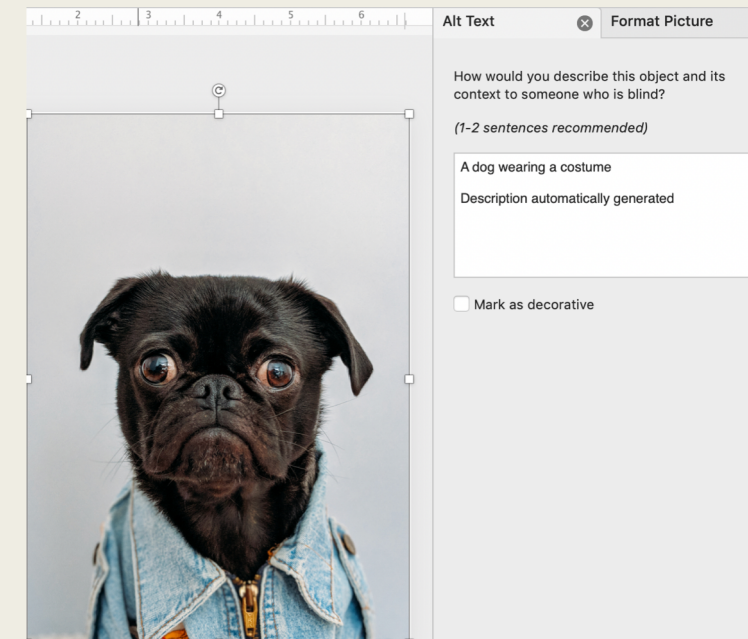 2 3 4 5 6
Alt Text
Format Picture
How would you describe this object and its
context to someone who is blind?
(1-2 sentences recommended)
A dog wearing a costume
Description automatically generated
Mark as decorative